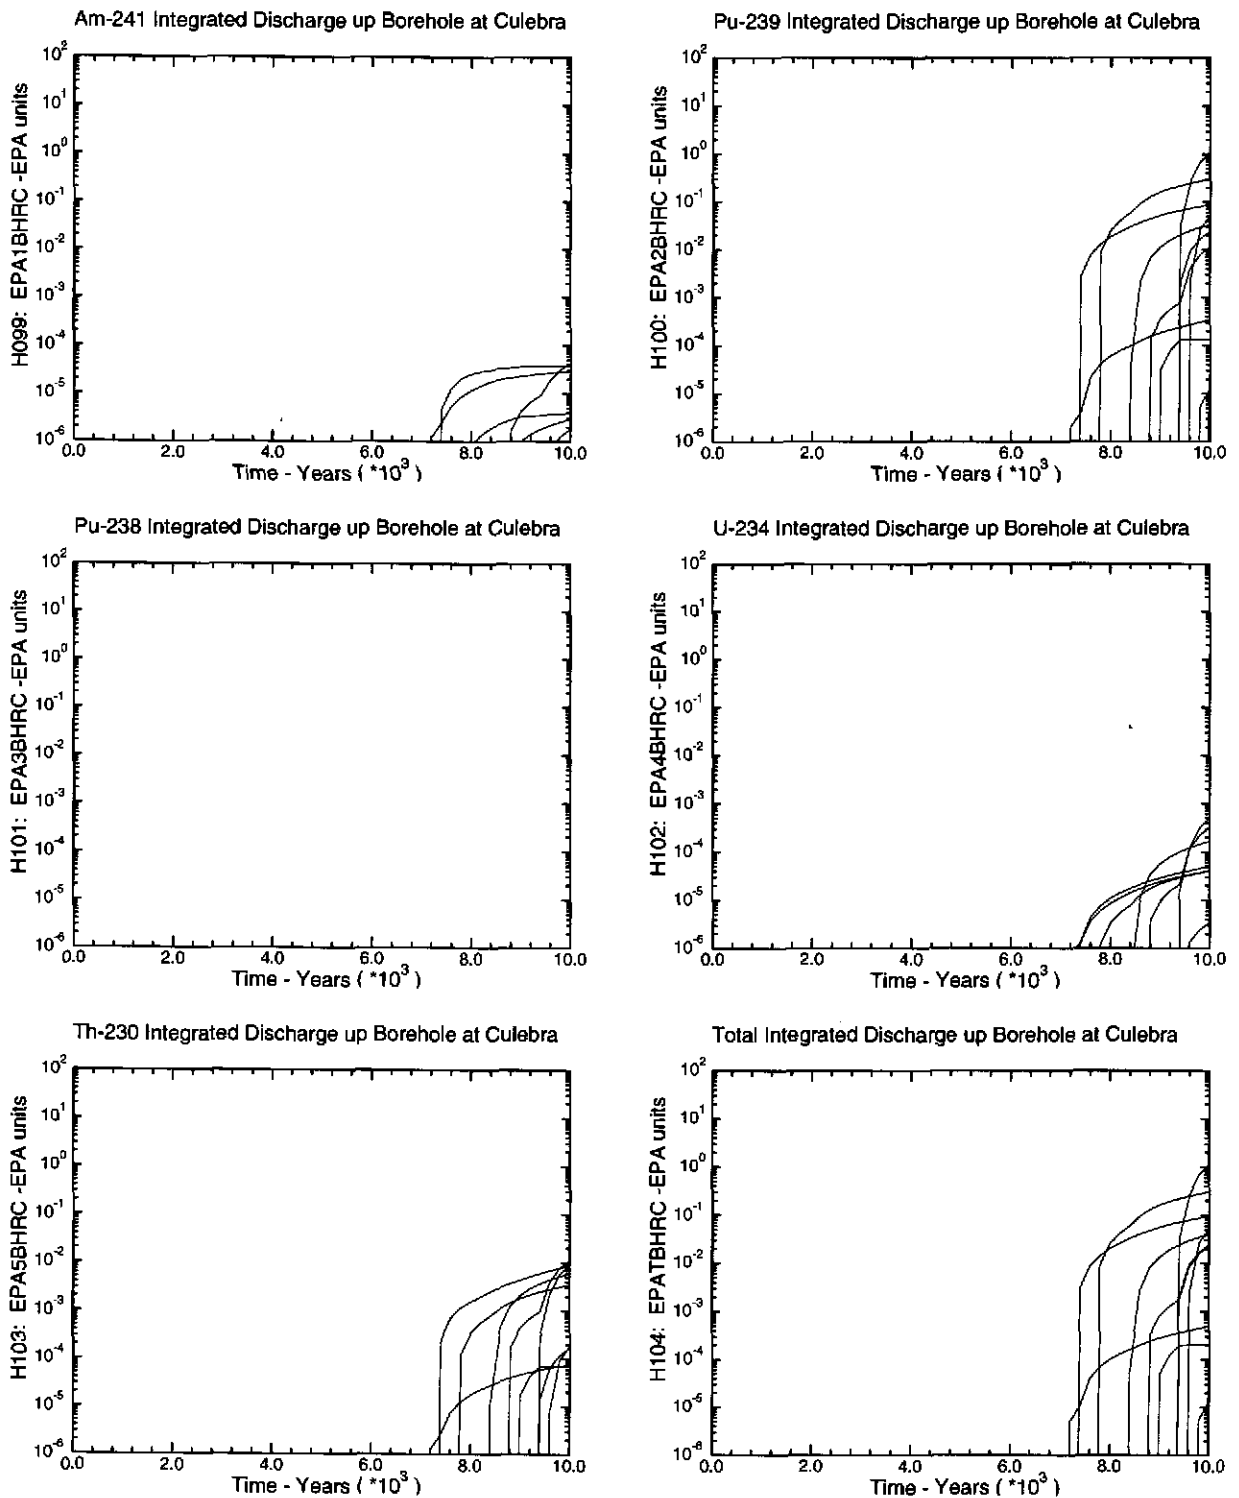 Am-241 Integrated Discharge up Borehole at Culebra
H099: EPA1BHRC -EPA units
10^2
10^1
10^0
10^-1
10^-2
10^-3
10^-4
10^-5
10^-6
0.0 2.0 4.0 6.0 8.0 10.0
Time - Years ( *10^3 )
Pu-239 Integrated Discharge up Borehole at Culebra
H100: EPA2BHRC -EPA units
10^2
10^1
10^0
10^-1
10^-2
10^-3
10^-4
10^-5
10^-6
0.0 2.0 4.0 6.0 8.0 10.0
Time - Years ( *10^3 )
Pu-238 Integrated Discharge up Borehole at Culebra
H101: EPA3BHRC -EPA units
10^2
10^1
10^0
10^-1
10^-2
10^-3
10^-4
10^-5
10^-6
0.0 2.0 4.0 6.0 8.0 10.0
Time - Years ( *10^3 )
U-234 Integrated Discharge up Borehole at Culebra
H102: EPA4BHRC -EPA units
10^2
10^1
10^0
10^-1
10^-2
10^-3
10^-4
10^-5
10^-6
0.0 2.0 4.0 6.0 8.0 10.0
Time - Years ( *10^3 )
Th-230 Integrated Discharge up Borehole at Culebra
H103: EPA5BHRC -EPA units
10^2
10^1
10^0
10^-1
10^-2
10^-3
10^-4
10^-5
10^-6
0.0 2.0 4.0 6.0 8.0 10.0
Time - Years ( *10^3 )
Total Integrated Discharge up Borehole at Culebra
H104: EPATBHRC -EPA units
10^2
10^1
10^0
10^-1
10^-2
10^-3
10^-4
10^-5
10^-6
0.0 2.0 4.0 6.0 8.0 10.0
Time - Years ( *10^3 )